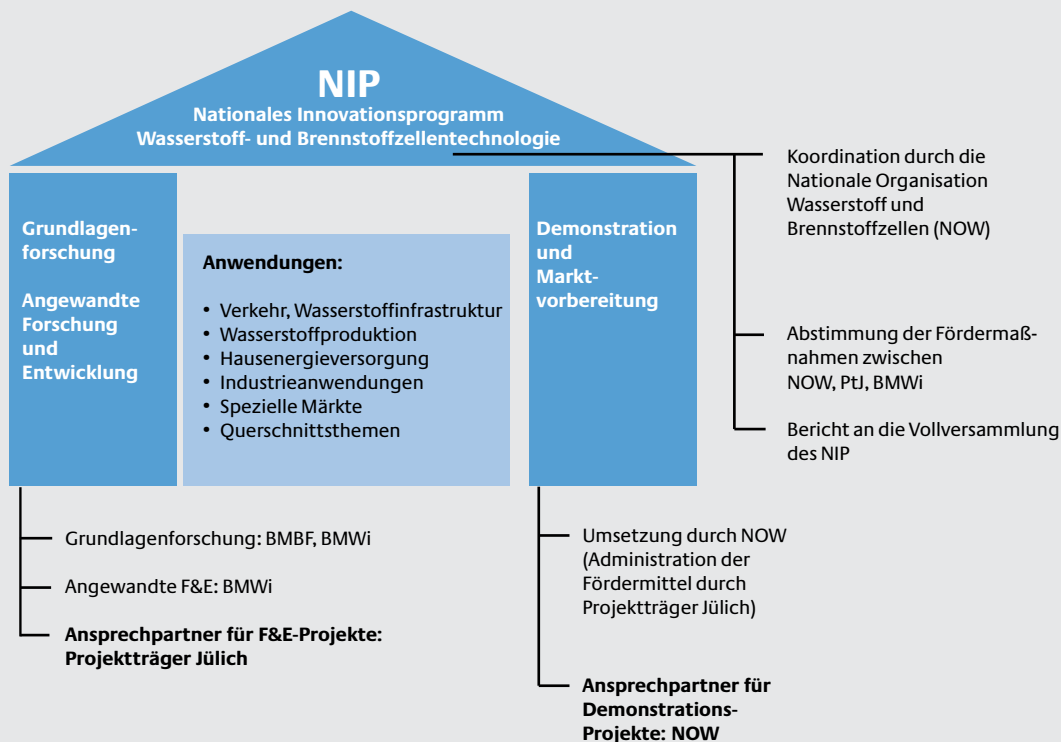 NIP
Nationales Innovationsprogramm
Wasserstoff- und Brennstoffzellentechnologie
Grundlagen-
forschung
Angewandte
Forschung
und
Entwicklung
Anwendungen:
• Verkehr, Wasserstoffinfrastruktur
• Wasserstoffproduktion
• Hausenergieversorgung
• Industrieanwendungen
• Spezielle Märkte
• Querschnittsthemen
Demonstration
und
Markt-
vorbereitung
Koordination durch die
Nationale Organisation
Wasserstoff und
Brennstoffzellen (NOW)
Abstimmung der Fördermaß-
nahmen zwischen
NOW, PtJ, BMWi
Bericht an die Vollversammlung
des NIP
Grundlagenforschung: BMBF, BMWi
Angewandte F&E: BMWi
Ansprechpartner für F&E-Projekte:
Projektträger Jülich
Umsetzung durch NOW
(Administration der
Fördermittel durch
Projektträger Jülich)
Ansprechpartner für
Demonstrations-
Projekte: NOW